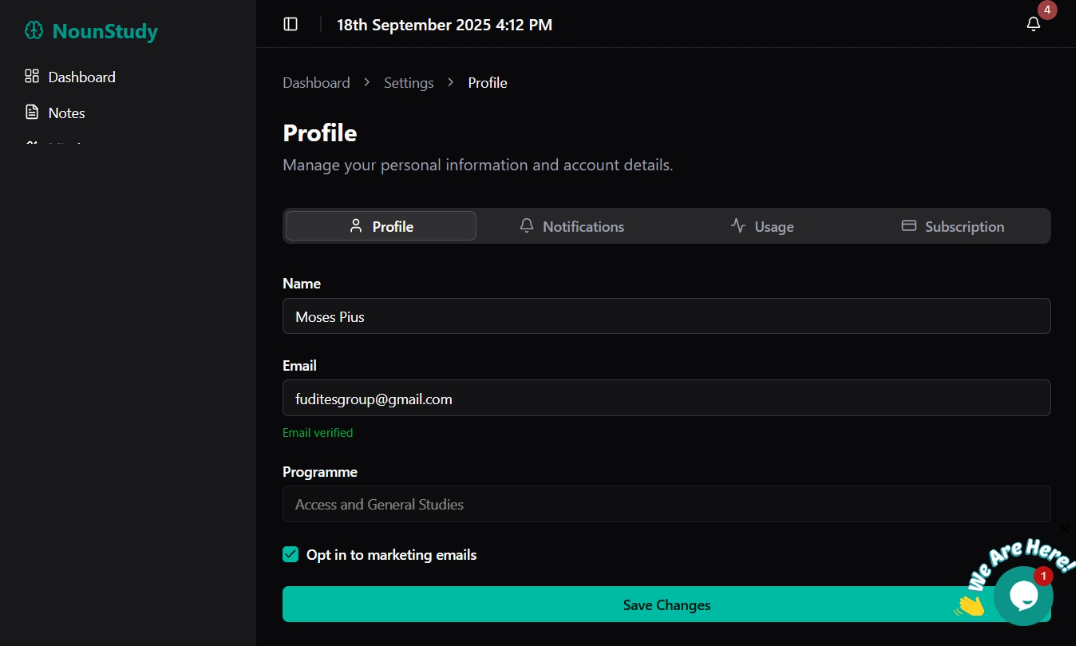 NounStudy
Dashboard
Notes
18th September 2025 4:12 PM
4
Dashboard > Settings > Profile
Profile
Manage your personal information and account details.
Profile Notifications Usage Subscription
Name
Moses Pius
Email
fuditesgroup@gmail.com
Email verified
Programme
Access and General Studies
Opt in to marketing emails
Save Changes
We Are Here!
1